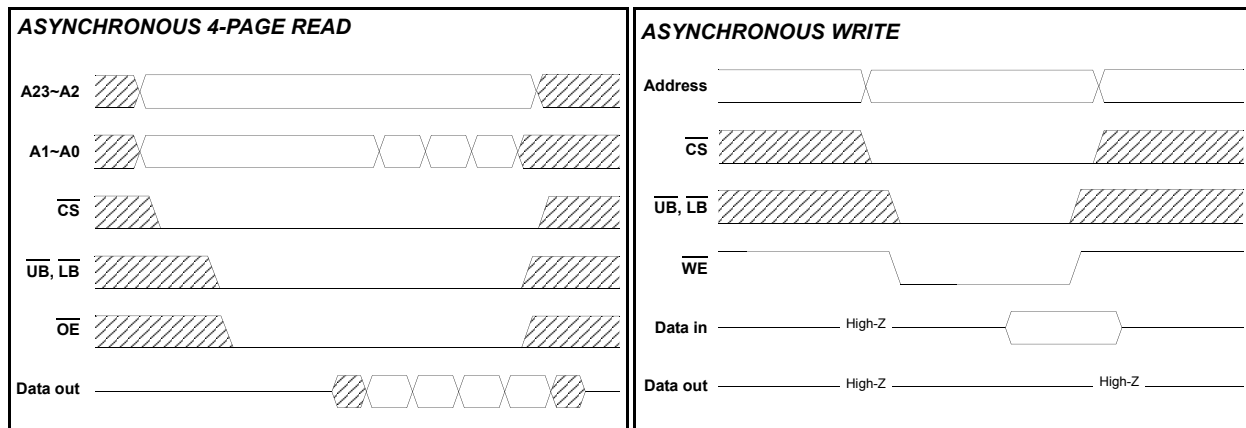 ASYNCHRONOUS 4-PAGE READ
A23~A2
A1~A0
CS
UB, LB
OE
Data out
ASYNCHRONOUS WRITE
Address
CS
UB, LB
WE
Data in
High-Z
Data out
High-Z
High-Z